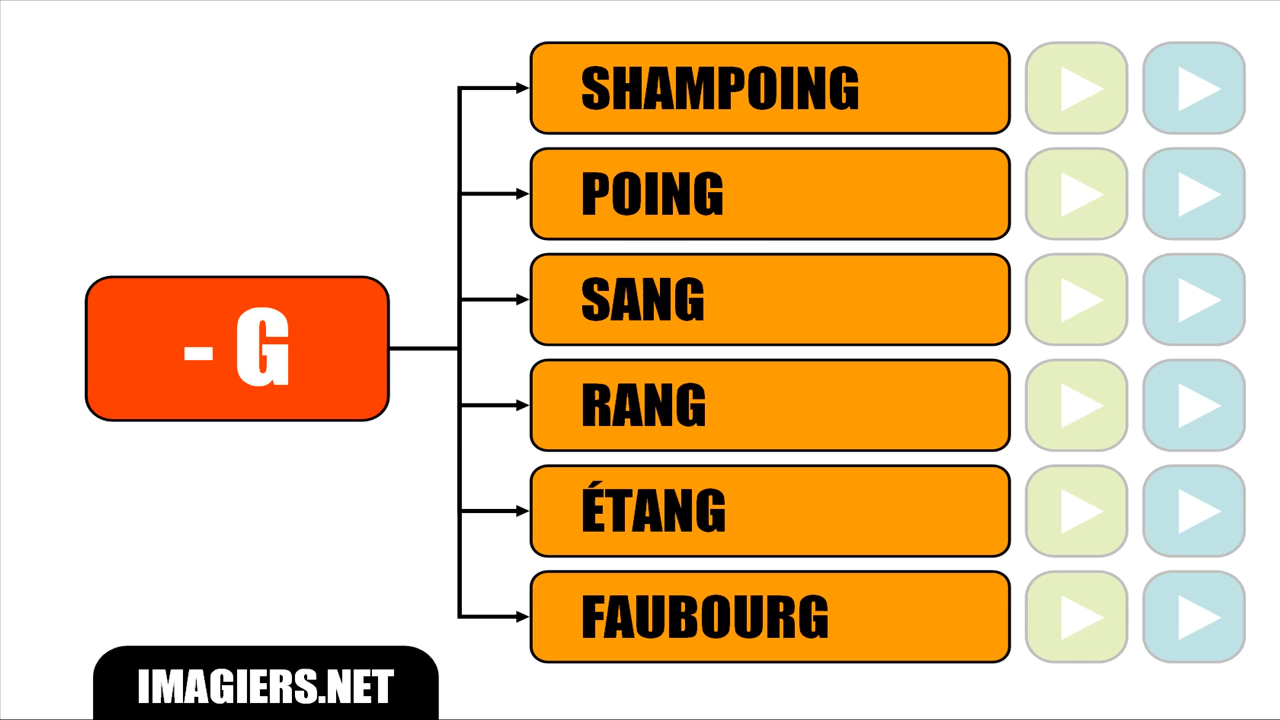 - G
SHAMPOING
POING
SANG
RANG
ÉTANG
FAUBOURG
IMAGIERS.NET